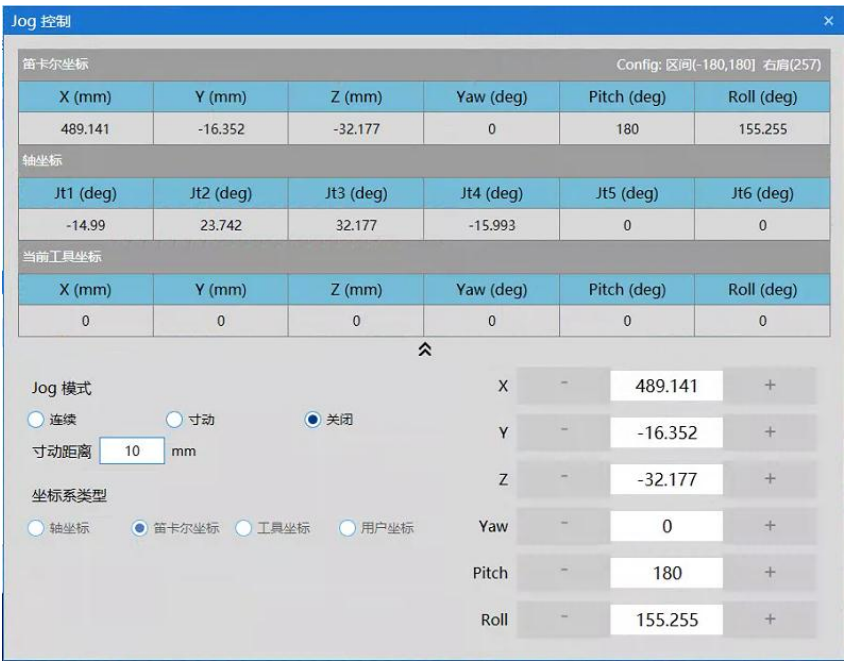 Jog 控制 ×
笛卡尔坐标 Config: 区间(-180,180] 右肩(257)
X (mm) Y (mm) Z (mm) Yaw (deg) Pitch (deg) Roll (deg)
489.141 -16.352 -32.177 0 180 155.255
轴坐标
Jt1 (deg) Jt2 (deg) Jt3 (deg) Jt4 (deg) Jt5 (deg) Jt6 (deg)
-14.99 23.742 32.177 -15.993 0 0
当前工具坐标
X (mm) Y (mm) Z (mm) Yaw (deg) Pitch (deg) Roll (deg)
0 0 0 0 0 0
Jog 模式
连续 寸动 关闭
寸动距离 10 mm
坐标系类型
轴坐标 笛卡尔坐标 工具坐标 用户坐标
X - 489.141 +
Y - -16.352 +
Z - -32.177 +
Yaw - 0 +
Pitch - 180 +
Roll - 155.255 +